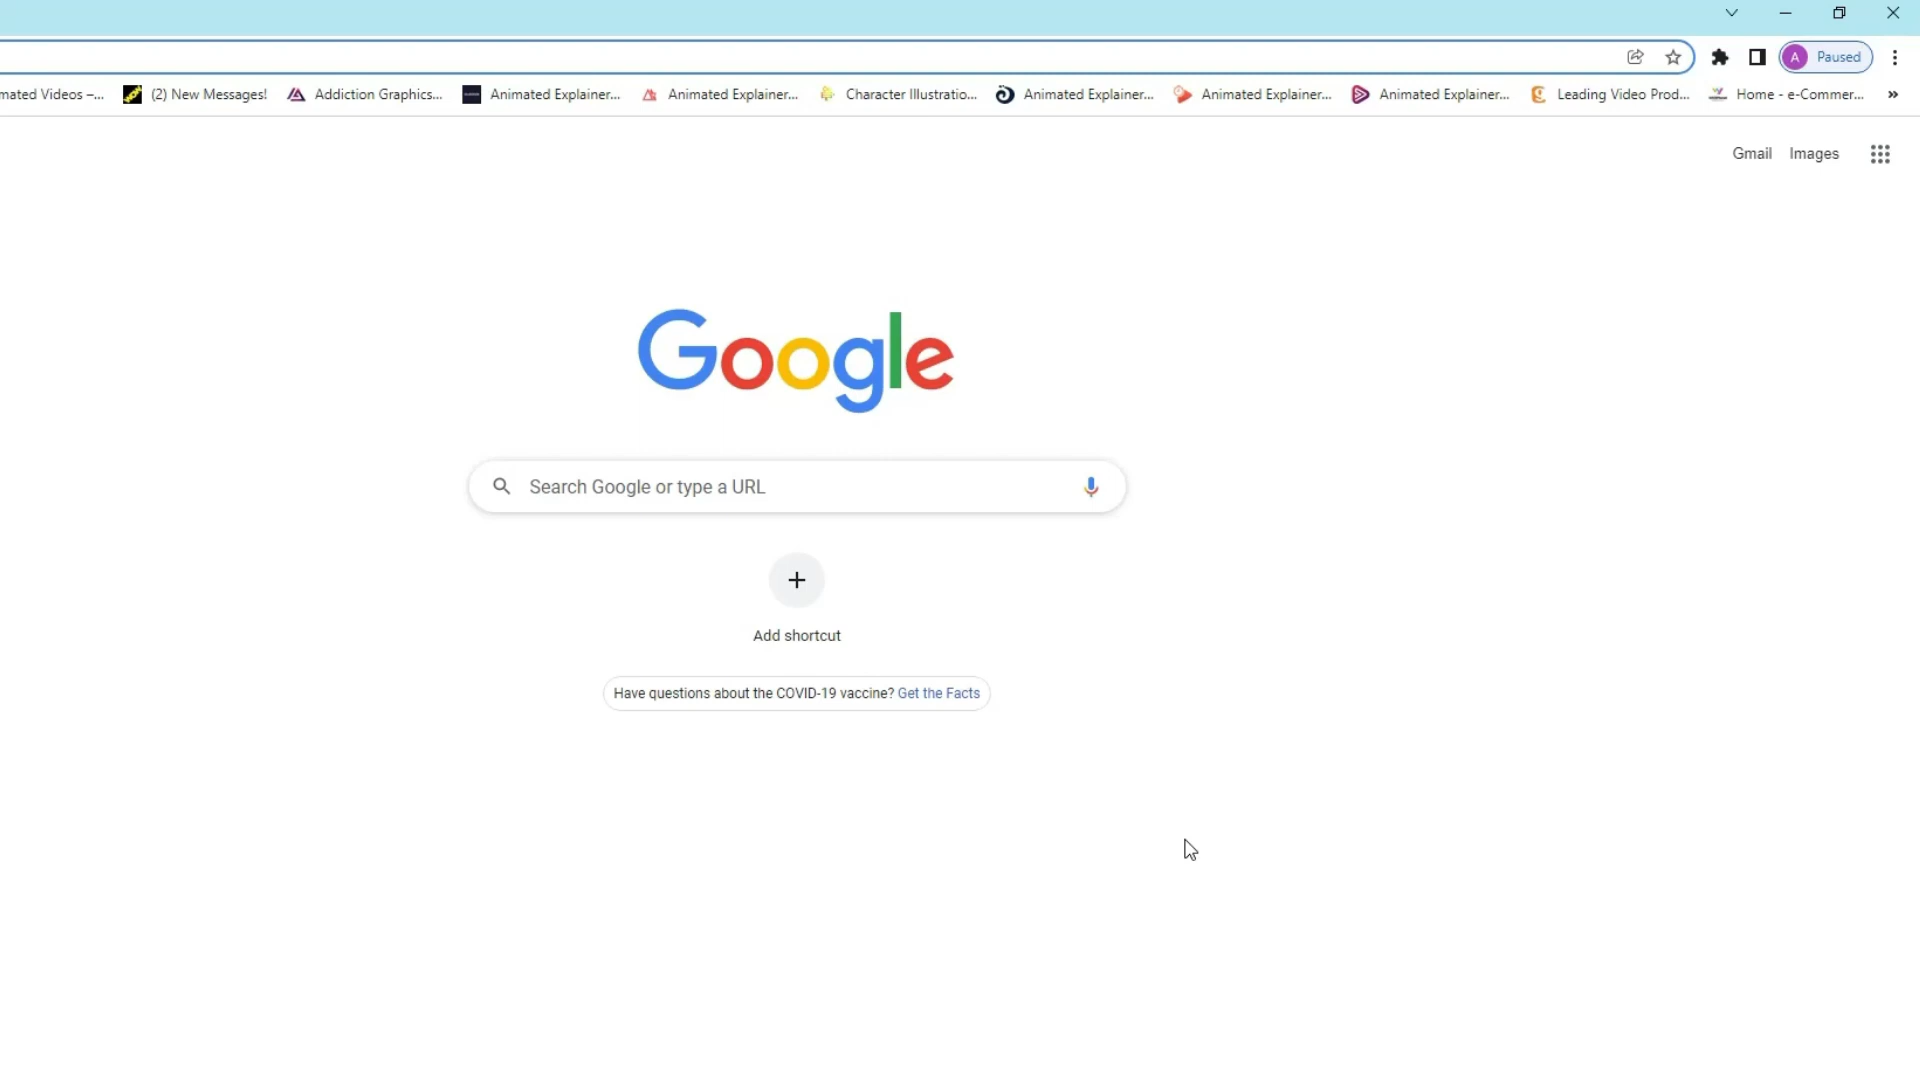 A Paused
mated Videos –... (2) New Messages! Addiction Graphics... Animated Explainer... Animated Explainer... Character Illustratio... Animated Explainer... Animated Explainer... Animated Explainer... Leading Video Prod... Home - e-Commer... »
Gmail Images
Google
Search Google or type a URL
Add shortcut
Have questions about the COVID-19 vaccine? Get the Facts